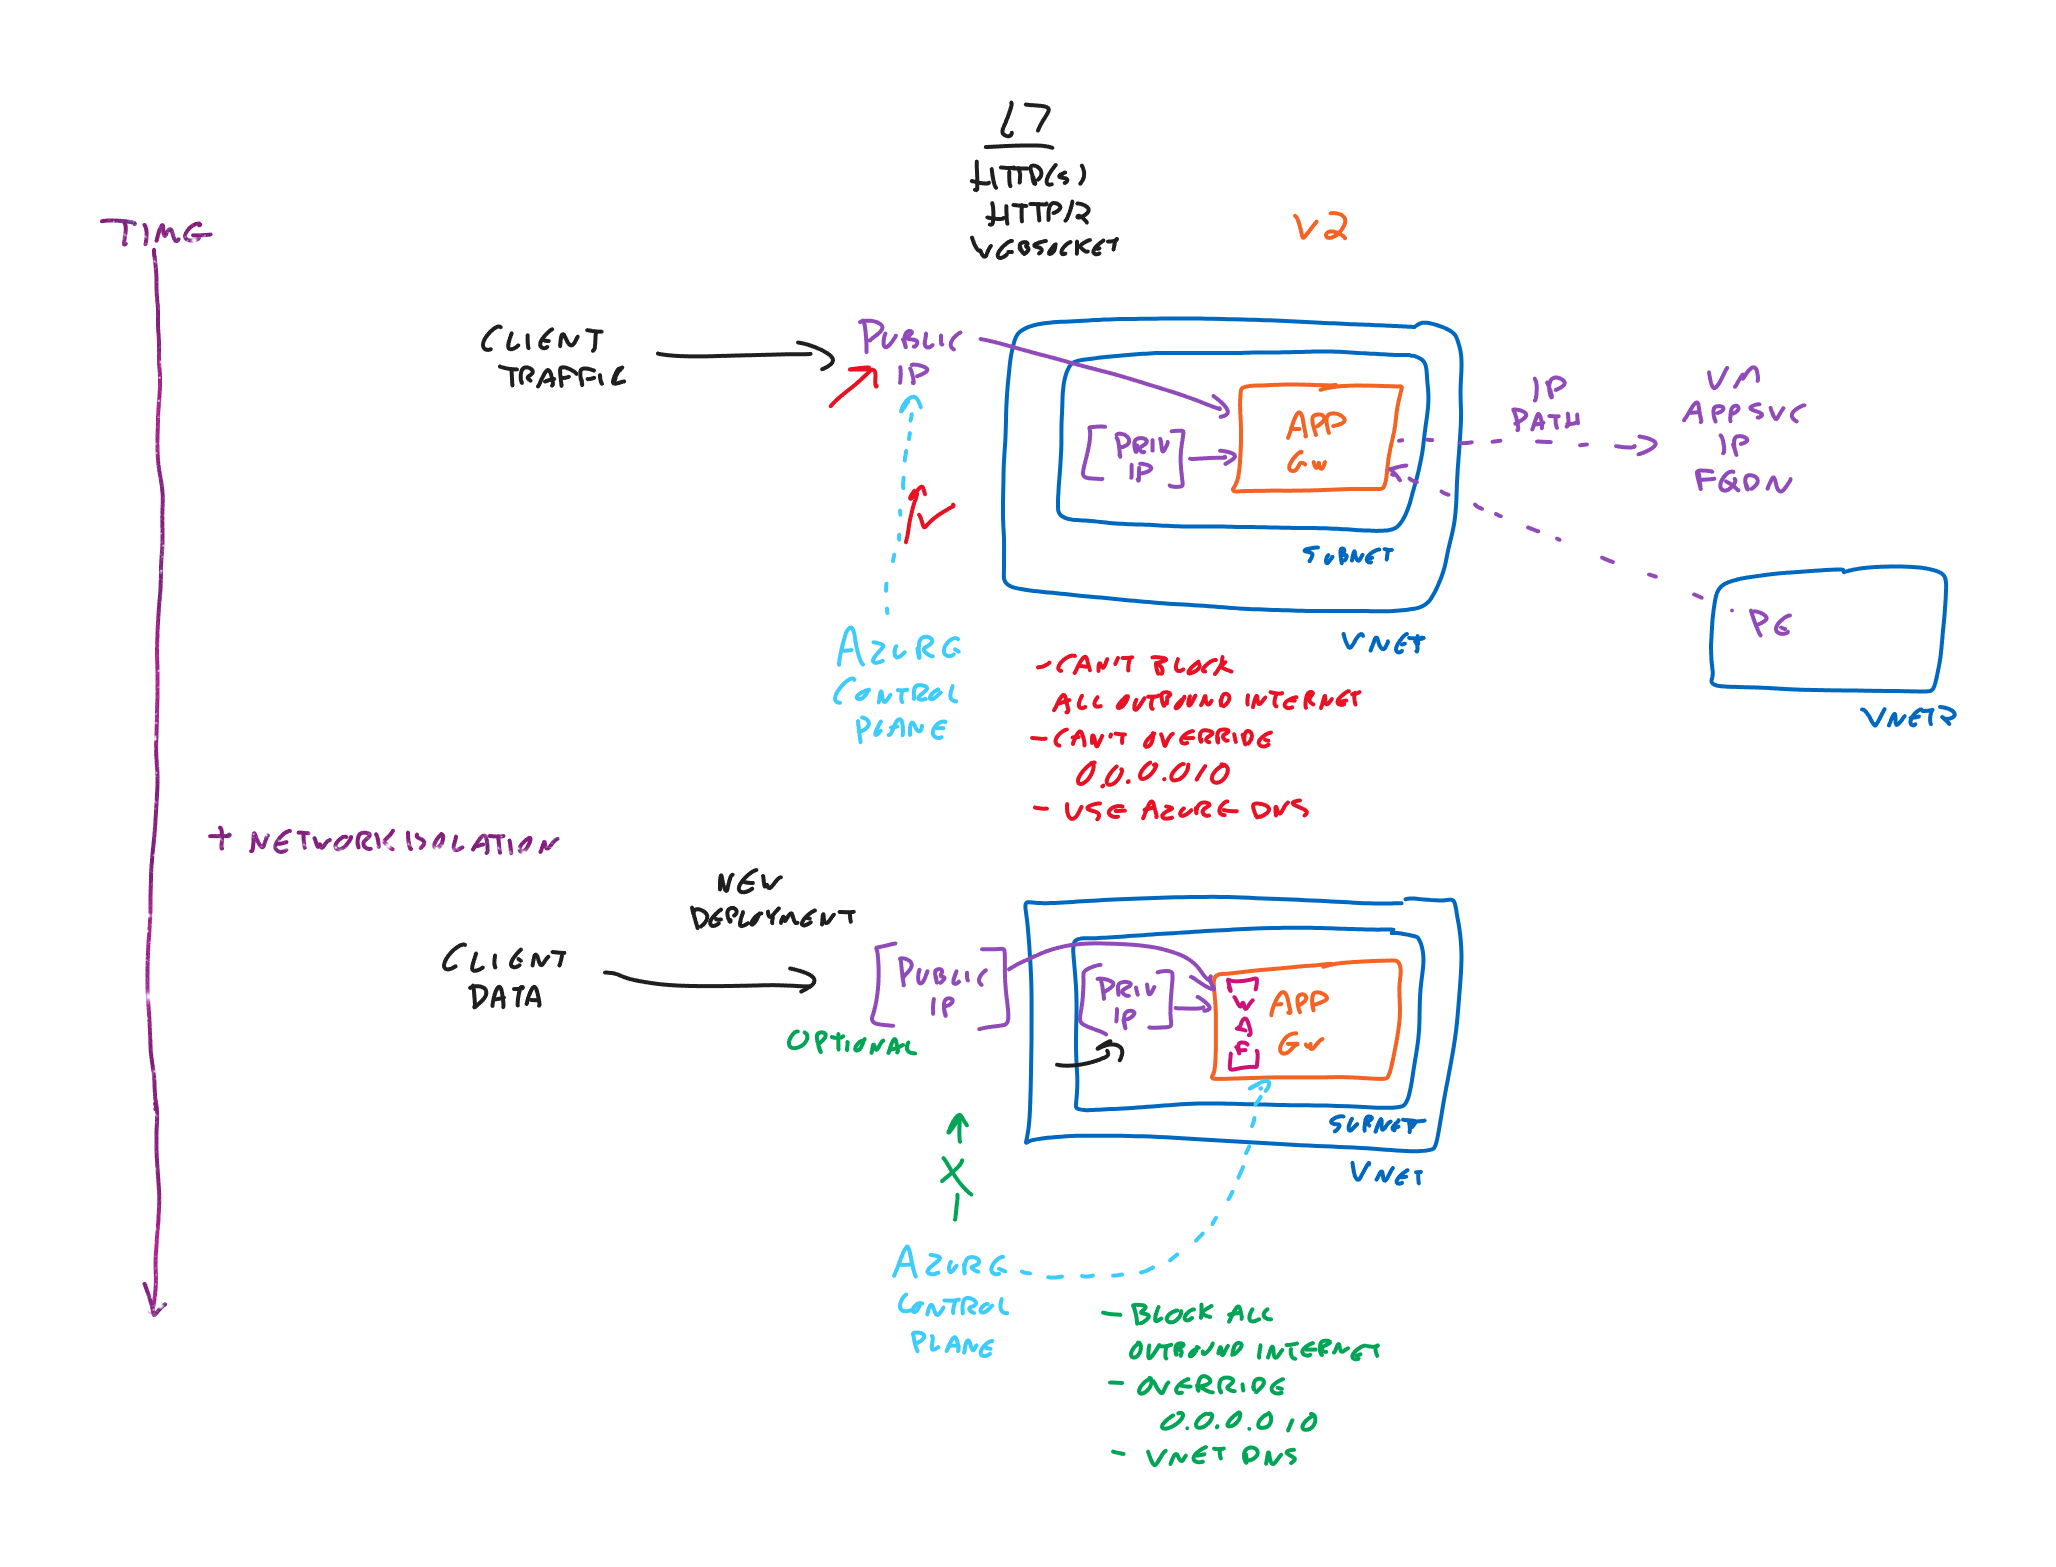 L7
HTTP(s)
HTTP/2
WEBSOCKET
V2
TIME
CLIENT
TRAFFIC
PUBLIC
IP
[PRIV
IP]
APP
GW
SUBNET
VNET
IP
PATH
VM
APPSVC
IP
FQDN
PE
VNET2
AZURE
CONTROL
PLANE
- CAN'T BLOCK
ALL OUTBOUND INTERNET
- CAN'T OVERRIDE
0.0.0.0/0
- USE AZURE DNS
+ NETWORK ISOLATION
NEW
DEPLOYMENT
CLIENT
DATA
[PUBLIC
IP]
OPTIONAL
[PRIV
IP]
[WAF]
APP
GW
SUBNET
VNET
AZURE
CONTROL
PLANE
- BLOCK ALL
OUTBOUND INTERNET
- OVERRIDE
0.0.0.0/0
- VNET DNS